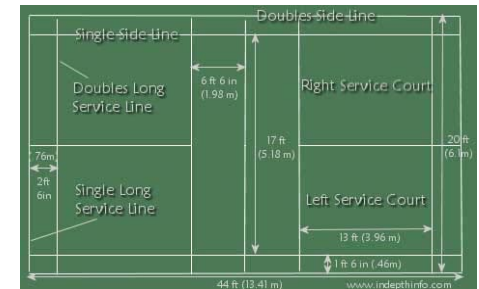 Doubles Side Line
Single Side Line
6 ft 6 in
(1.98 m)
Doubles Long
Service Line
Right Service Court
17 ft
(5.18 m)
20 ft
(6.1m)
.76m
2ft
6in
Single Long
Service Line
Left Service Court
13 ft (3.96 m)
1 ft 6 in (.46m)
44 ft (13.41 m)
www.indepthinfo.com